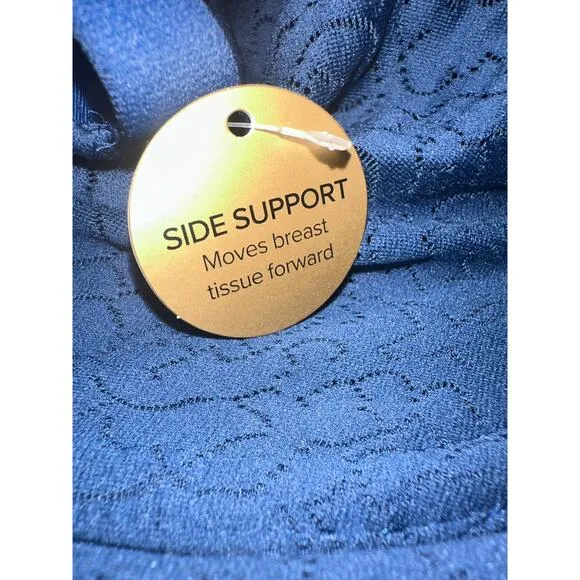 SIDE SUPPORT
Moves breast
tissue forward